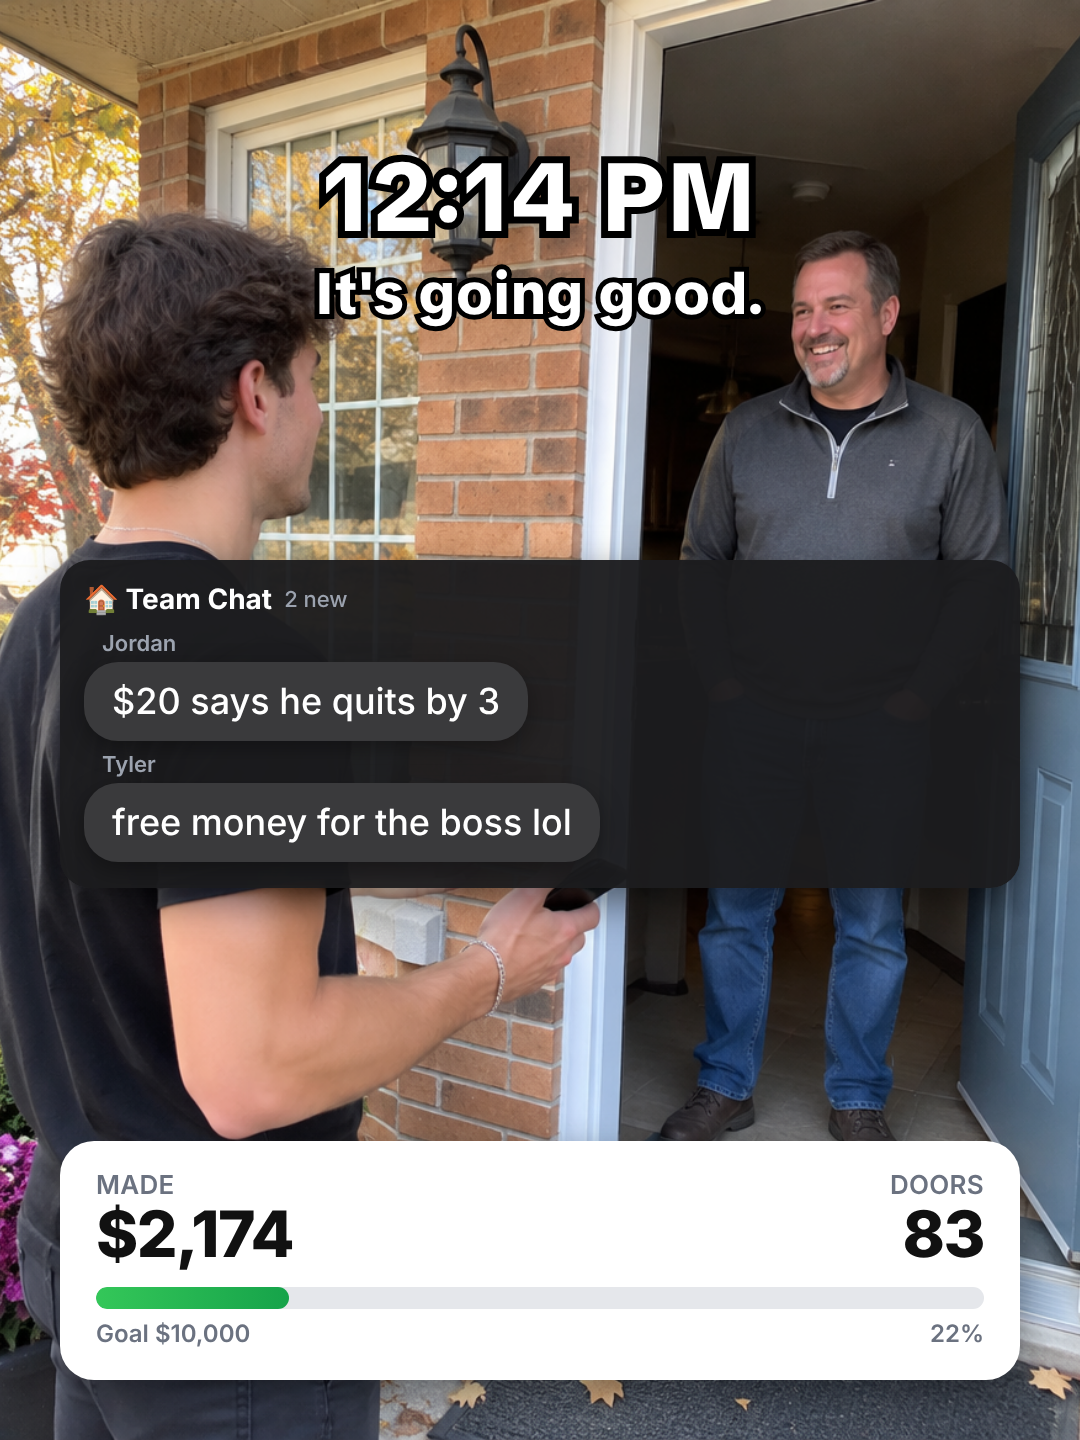 12:14 PM
It's going good.
🏠 Team Chat 2 new
Jordan
$20 says he quits by 3
Tyler
free money for the boss lol
MADE
DOORS
$2,174
83
Goal $10,000
22%